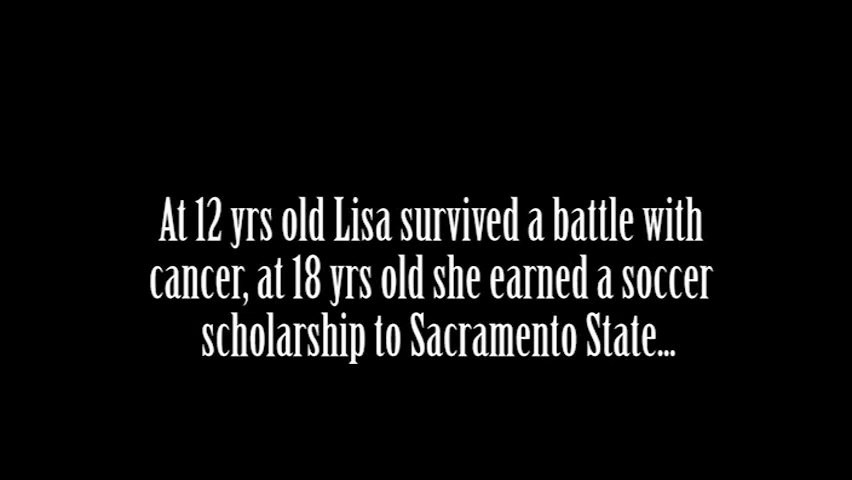 At 12 yrs old Lisa survived a battle with
cancer, at 18 yrs old she earned a soccer
scholarship to Sacramento State...